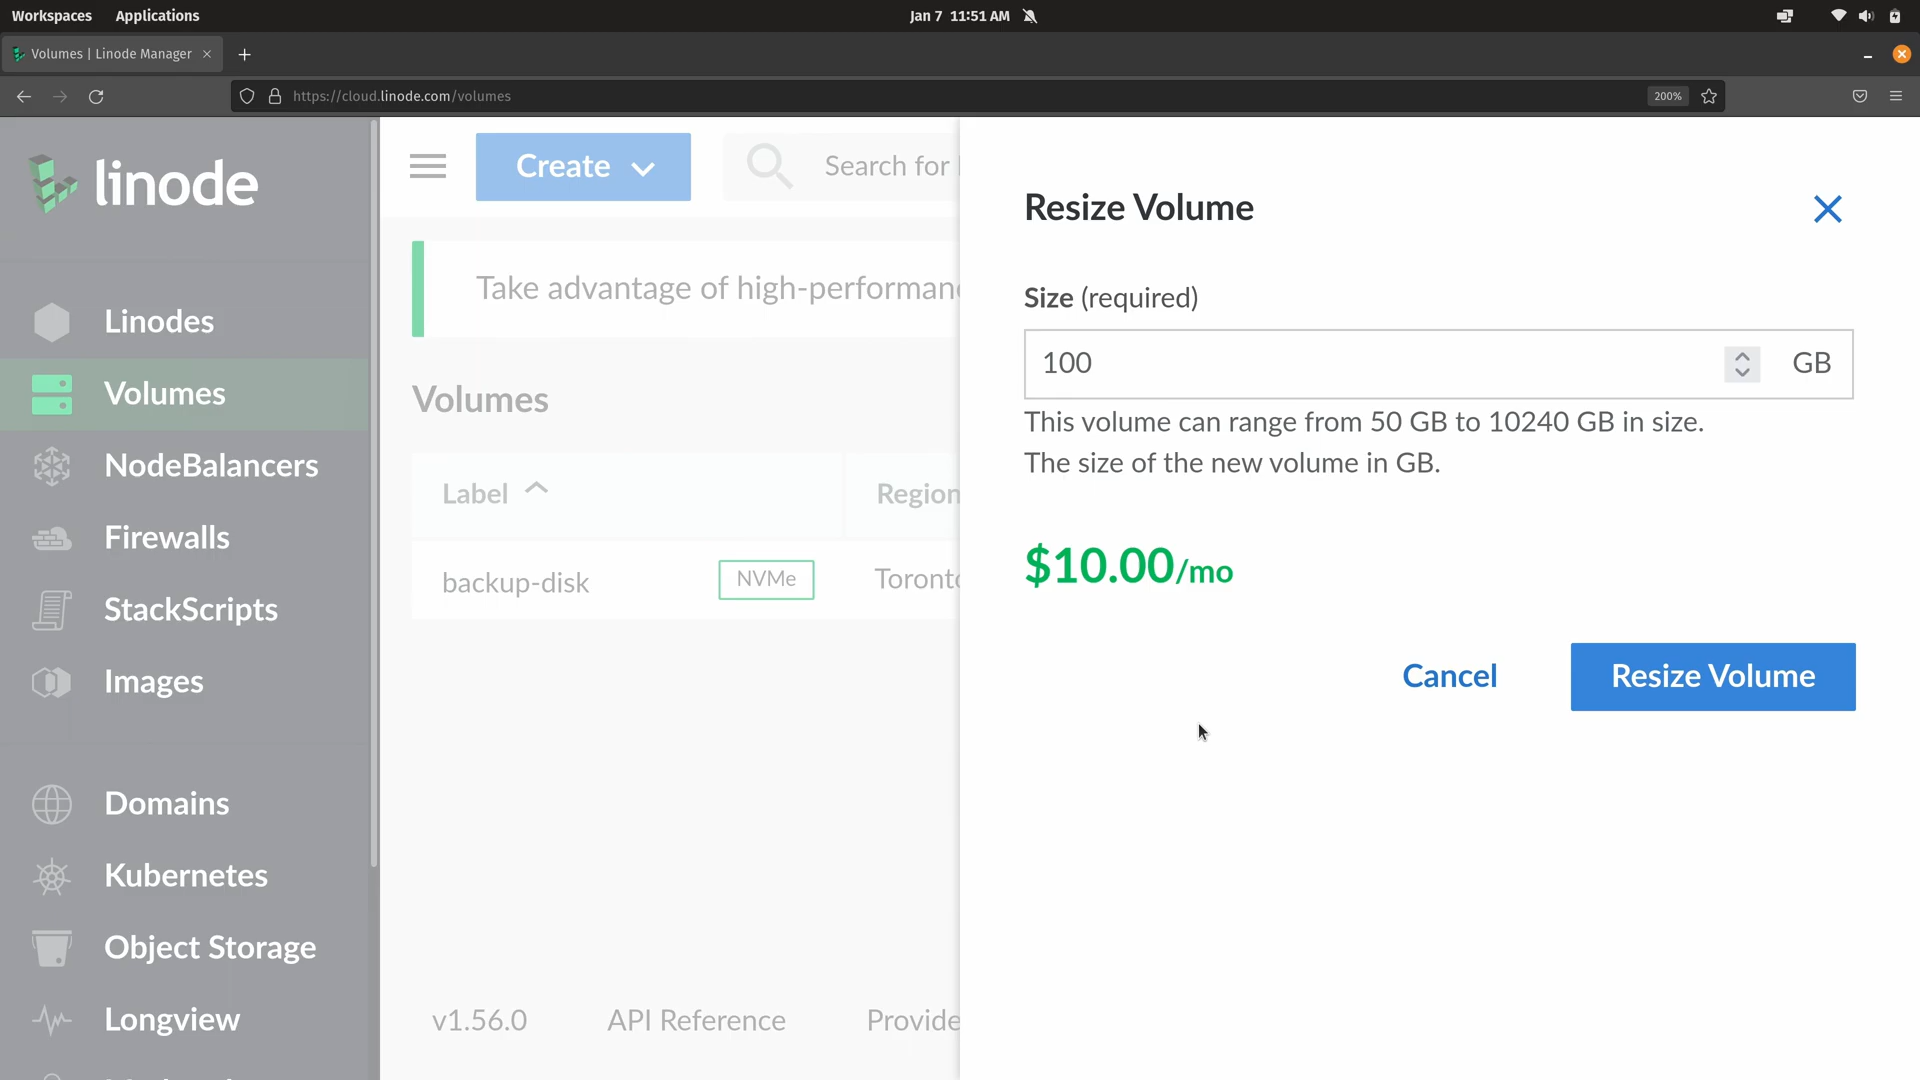 Workspaces Applications Jan 7 11:51 AM
Volumes | Linode Manager
https://cloud.linode.com/volumes 200%
linode
Linodes
Volumes
NodeBalancers
Firewalls
StackScripts
Images
Domains
Kubernetes
Object Storage
Longview
Create
Search for
Take advantage of high-performanc
Volumes
Label Region
backup-disk NVMe Toronto
v1.56.0 API Reference Provide
Resize Volume
Size (required)
100 GB
This volume can range from 50 GB to 10240 GB in size.
The size of the new volume in GB.
$10.00/mo
Cancel Resize Volume